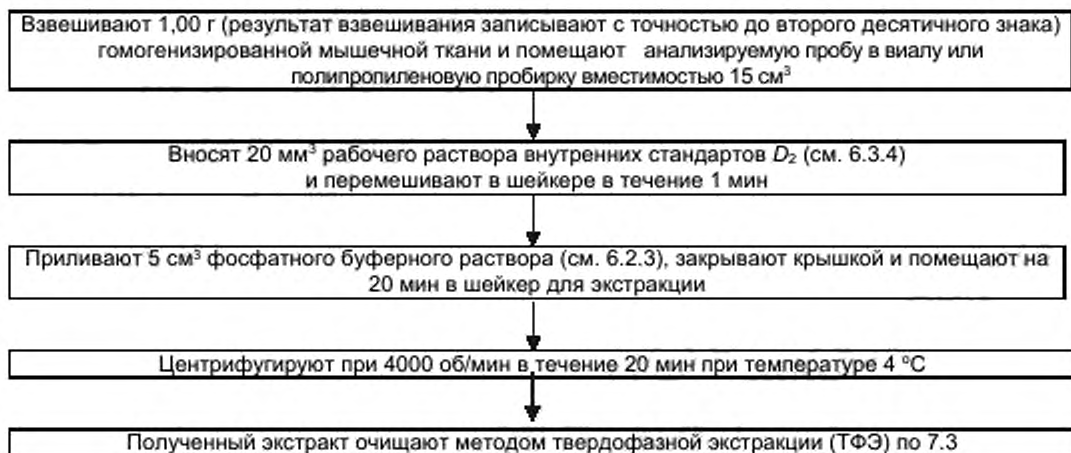 Взвешивают 1,00 г (результат взвешивания записывают с точностью до второго десятичного знака)
гомогенизированной мышечной ткани и помещают анализируемую пробу в виалу или
полипропиленовую пробирку вместимостью 15 см³
Вносят 20 мм³ рабочего раствора внутренних стандартов D₂ (см. 6.3.4)
и перемешивают в шейкере в течение 1 мин
Приливают 5 см³ фосфатного буферного раствора (см. 6.2.3), закрывают крышкой и помещают на
20 мин в шейкер для экстракции
Центрифугируют при 4000 об/мин в течение 20 мин при температуре 4 ºС
Полученный экстракт очищают методом твердофазной экстракции (ТФЭ) по 7.3